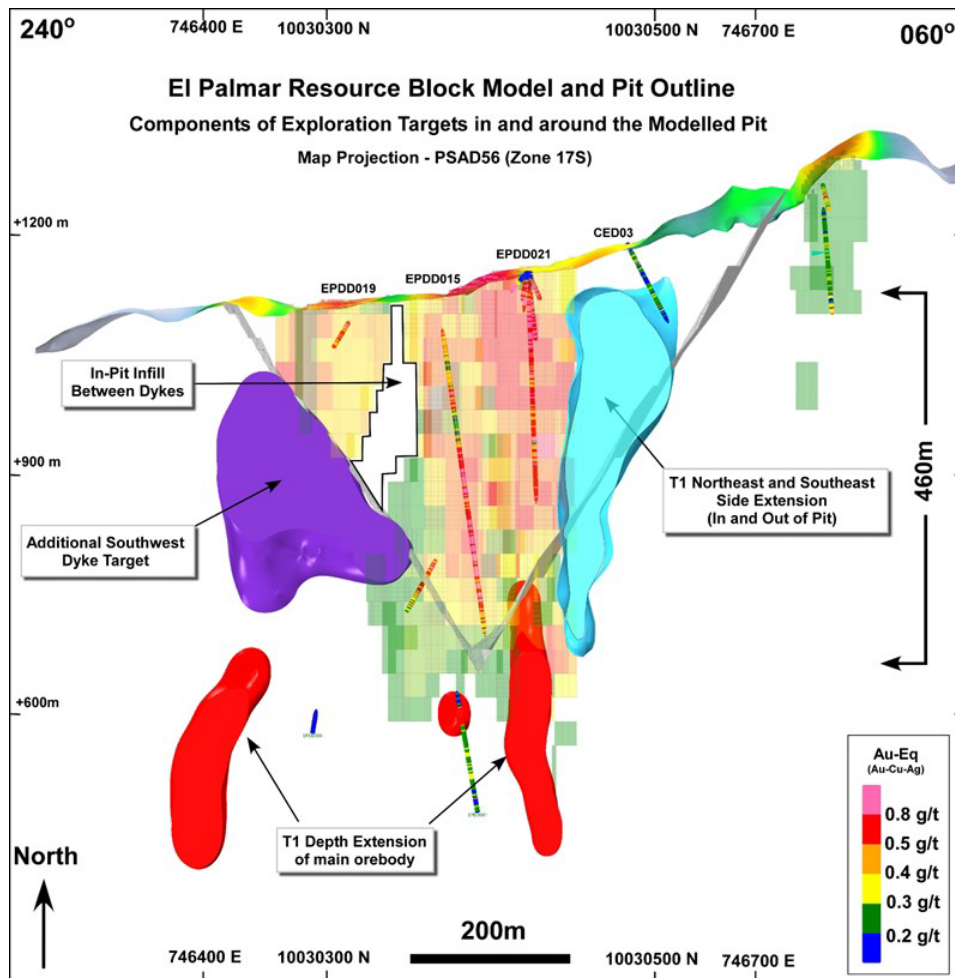 240°
746400 E
10030300 N
10030500 N
746700 E
060°
El Palmar Resource Block Model and Pit Outline
Components of Exploration Targets in and around the Modelled Pit
Map Projection - PSAD56 (Zone 17S)
+1200 m
CED03
EPDD021
EPDD015
EPDD019
In-Pit Infill
Between Dykes
+900 m
T1 Northeast and Southeast
Side Extension
(In and Out of Pit)
460m
Additional Southwest
Dyke Target
+600m
T1 Depth Extension
of main orebody
Au-Eq
(Au-Cu-Ag)
0.8 g/t
0.5 g/t
0.4 g/t
0.3 g/t
0.2 g/t
North
200m
746400 E
10030300 N
10030500 N
746700 E